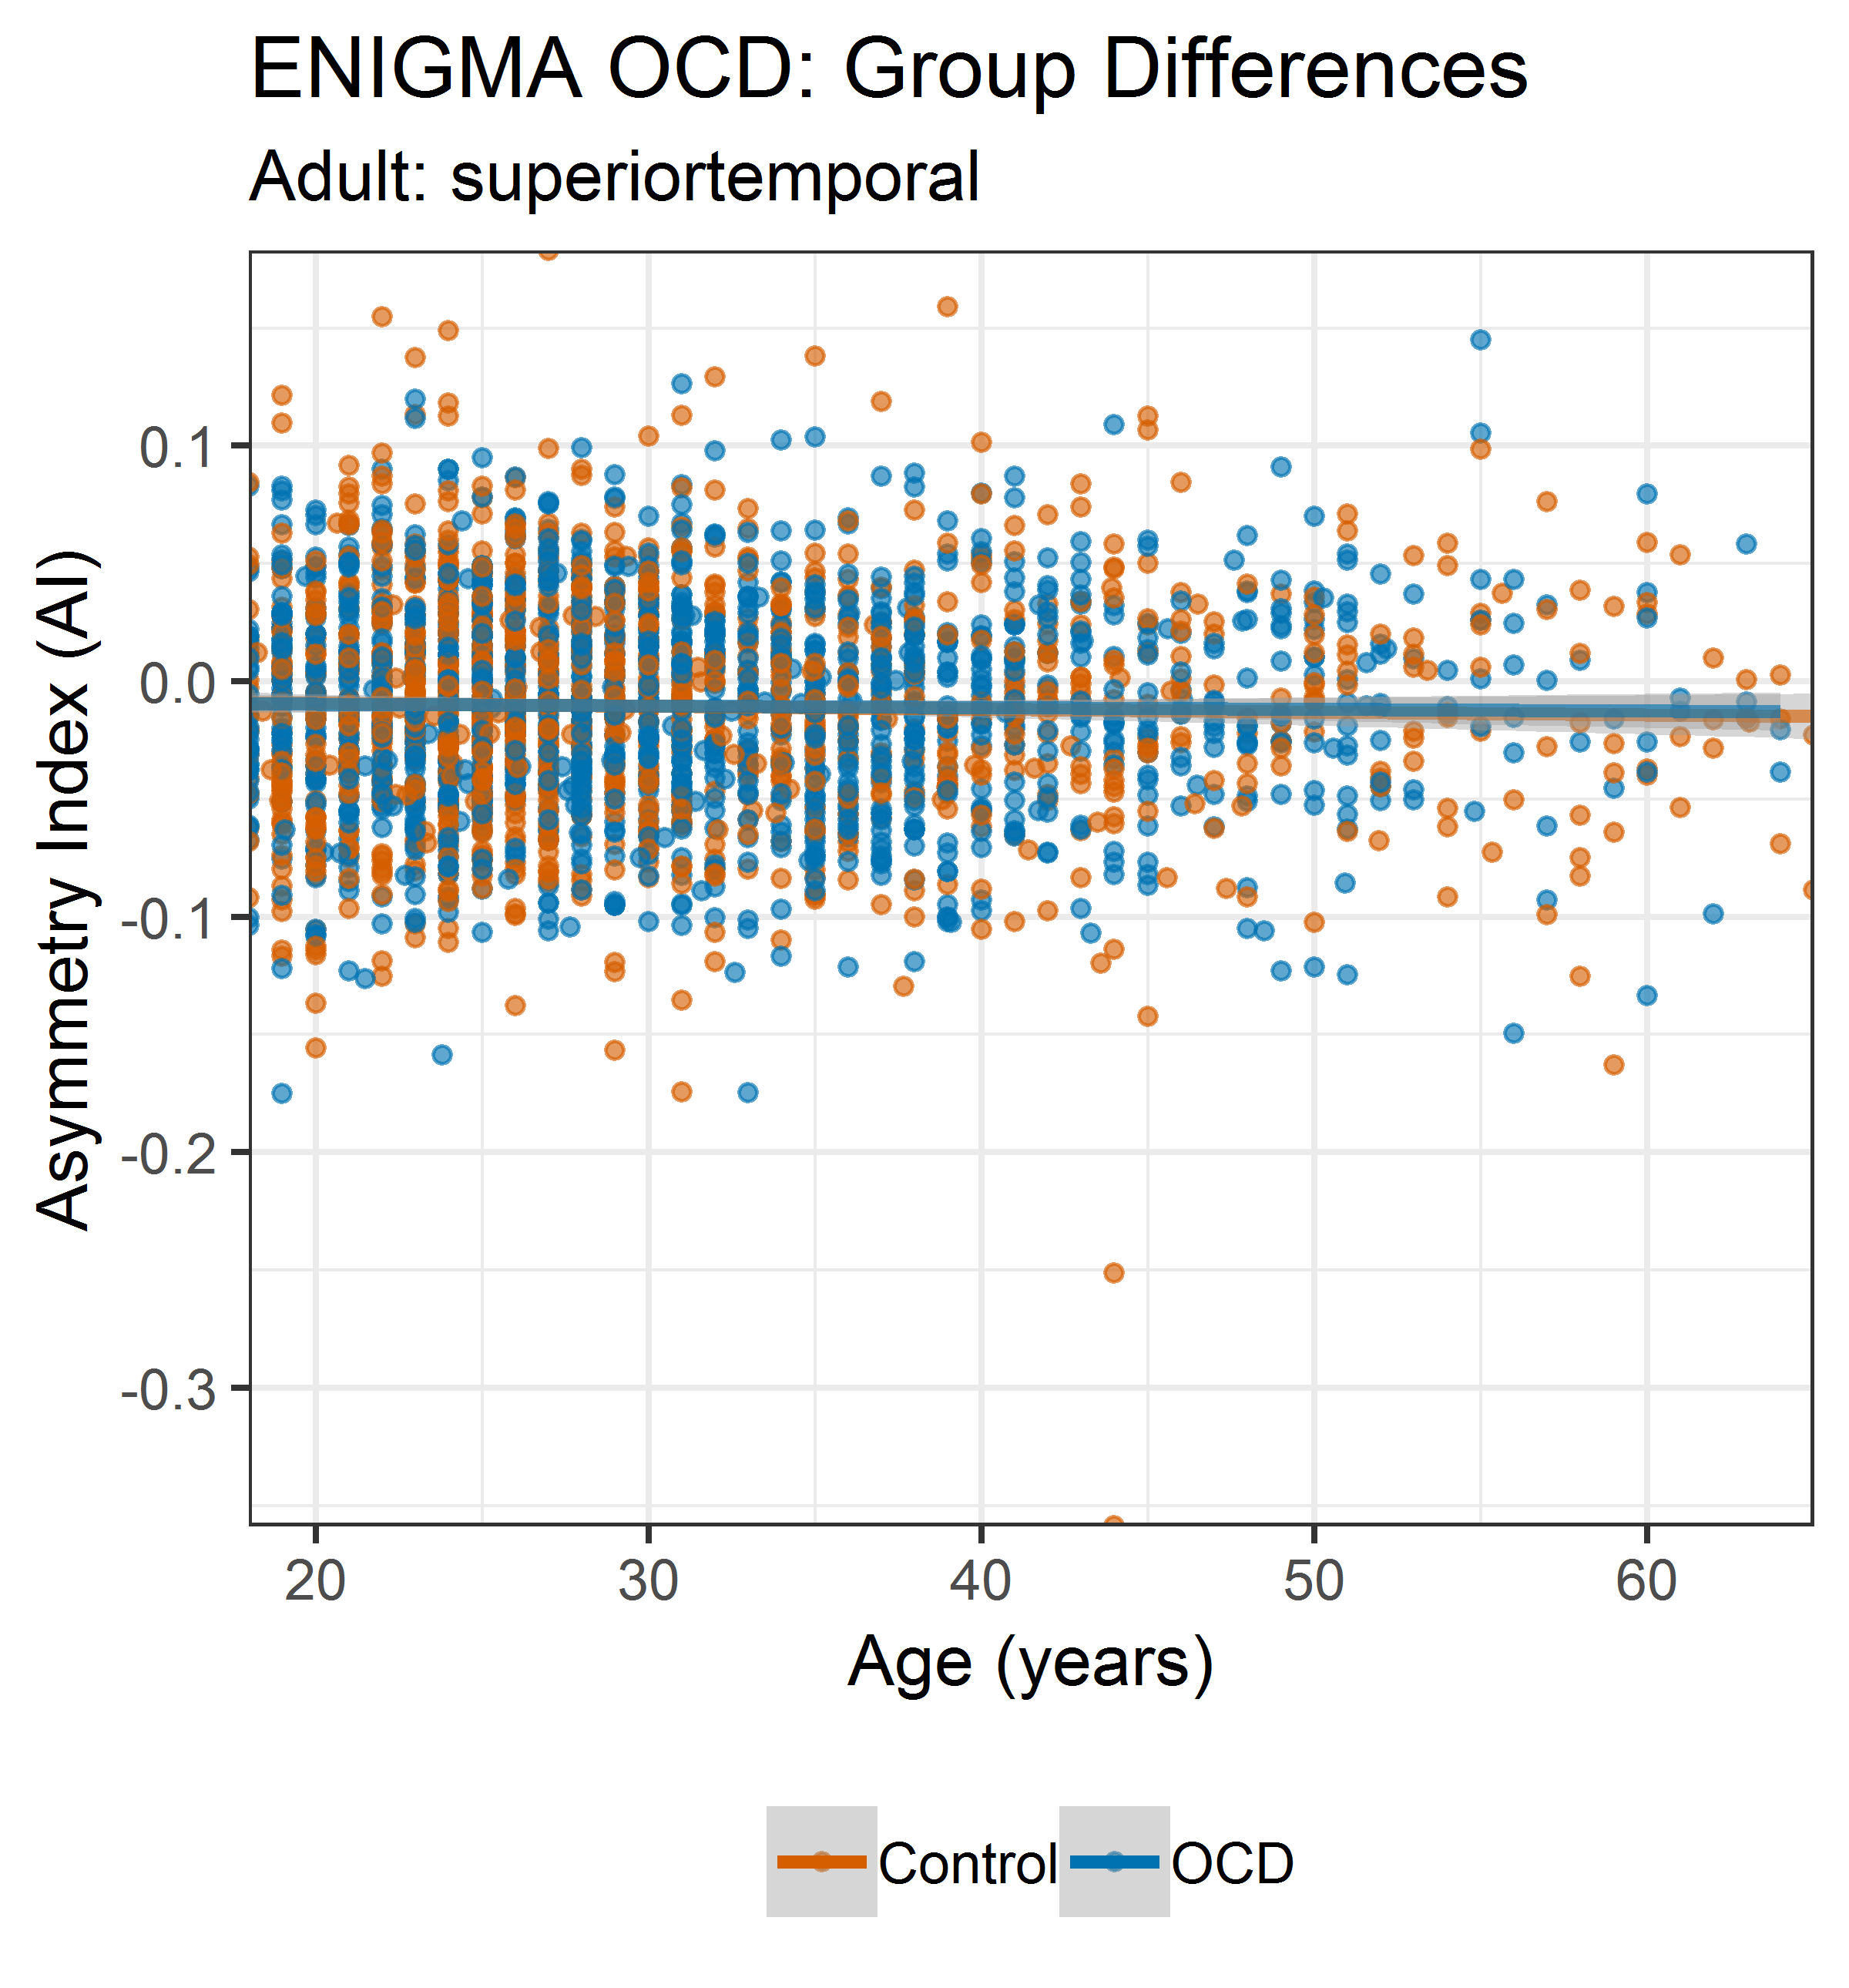 ENIGMA OCD: Group Differences
Adult: superiortemporal
Asymmetry Index (AI)
0.1
0.0
-0.1
-0.2
-0.3
20 30 40 50 60
Age (years)
Control OCD